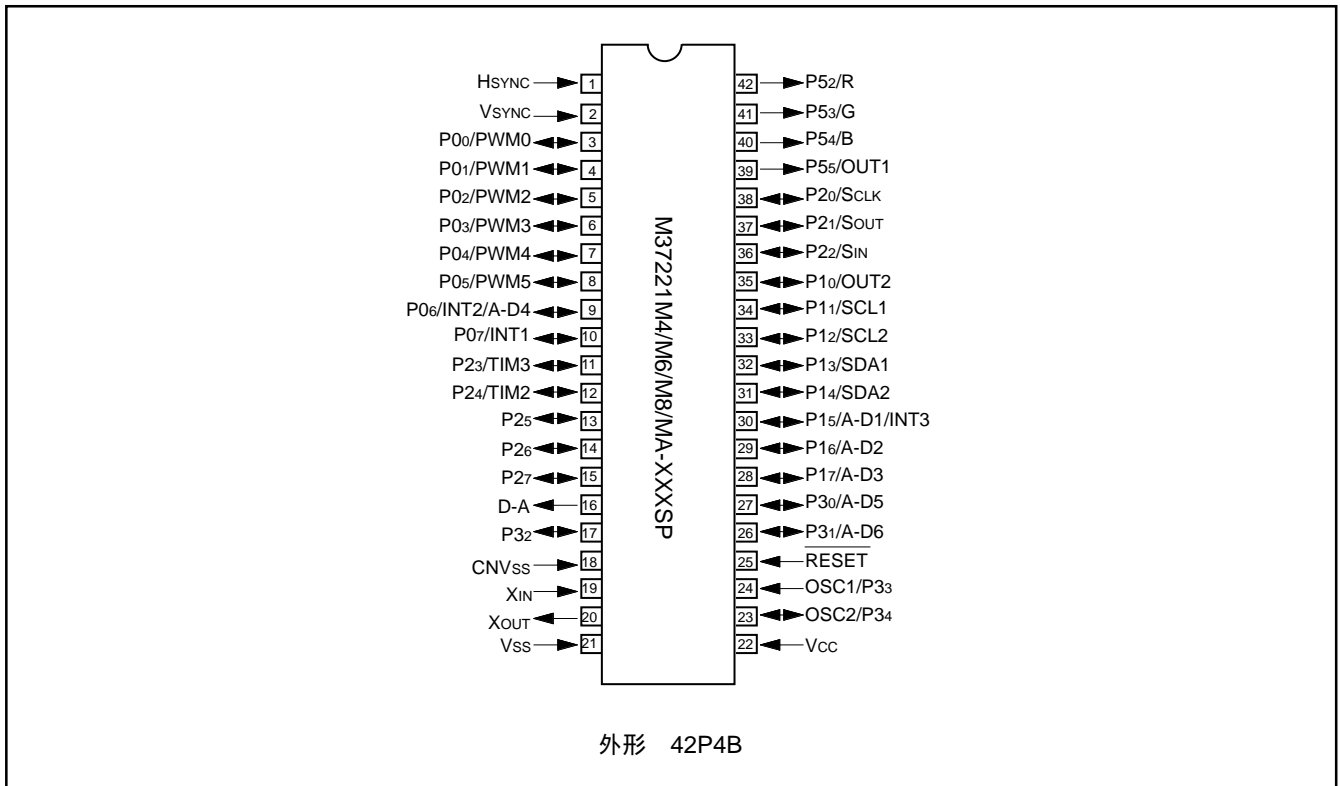 HSYNC 1
VSYNC 2
P00/PWM0 3
P01/PWM1 4
P02/PWM2 5
P03/PWM3 6
P04/PWM4 7
P05/PWM5 8
P06/INT2/A-D4 9
P07/INT1 10
P23/TIM3 11
P24/TIM2 12
P25 13
P26 14
P27 15
D-A 16
P32 17
CNVSS 18
XIN 19
XOUT 20
VSS 21
M37221M4/M6/M8/MA-XXXSP
42 P52/R
41 P53/G
40 P54/B
39 P55/OUT1
38 P20/SCLK
37 P21/SOUT
36 P22/SIN
35 P10/OUT2
34 P11/SCL1
33 P12/SCL2
32 P13/SDA1
31 P14/SDA2
30 P15/A-D1/INT3
29 P16/A-D2
28 P17/A-D3
27 P30/A-D5
26 P31/A-D6
25 RESET
24 OSC1/P33
23 OSC2/P34
22 VCC
外形 42P4B